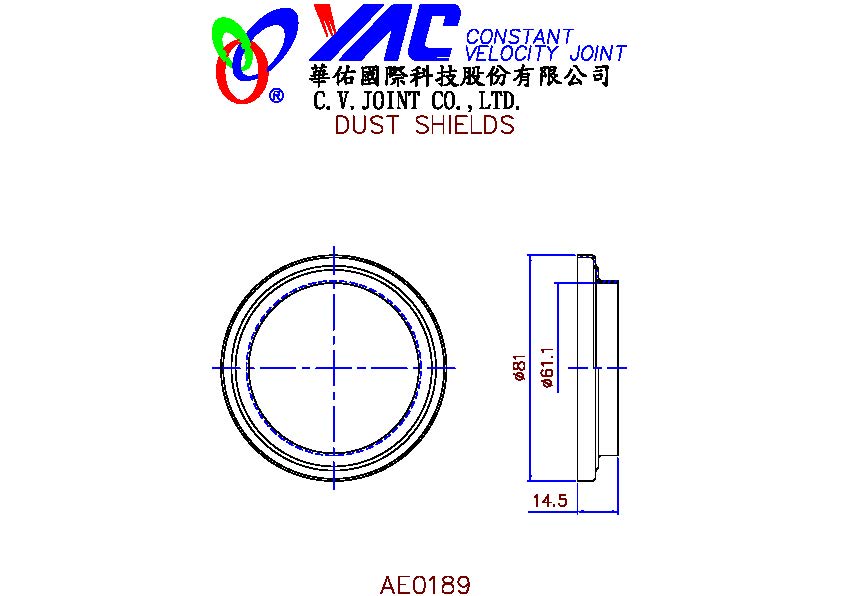 YAC CONSTANT
VELOCITY JOINT
®
華佑國際科技股份有限公司
C.V.JOINT CO.,LTD.
DUST SHIELDS
ø81
ø61.1
14.5
AE0189